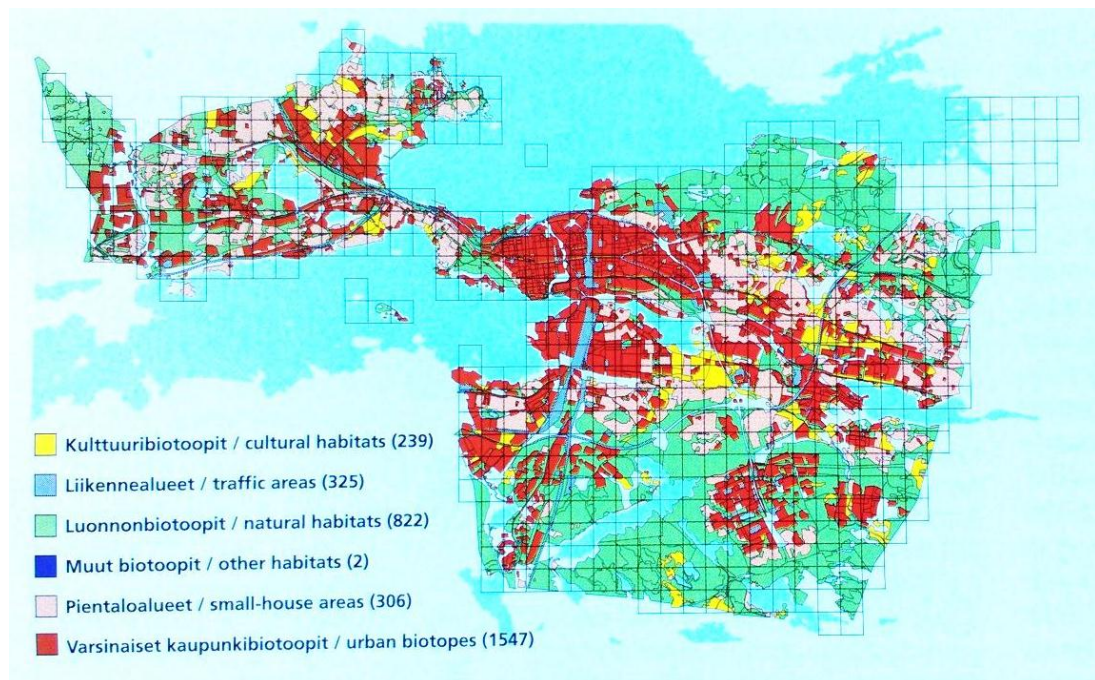 Kulttuuribiotoopit / cultural habitats (239)
Liikennealueet / traffic areas (325)
Luonnonbiotoopit / natural habitats (822)
Muut biotoopit / other habitats (2)
Pientaloalueet / small-house areas (306)
Varsinaiset kaupunkibiotoopit / urban biotopes (1547)